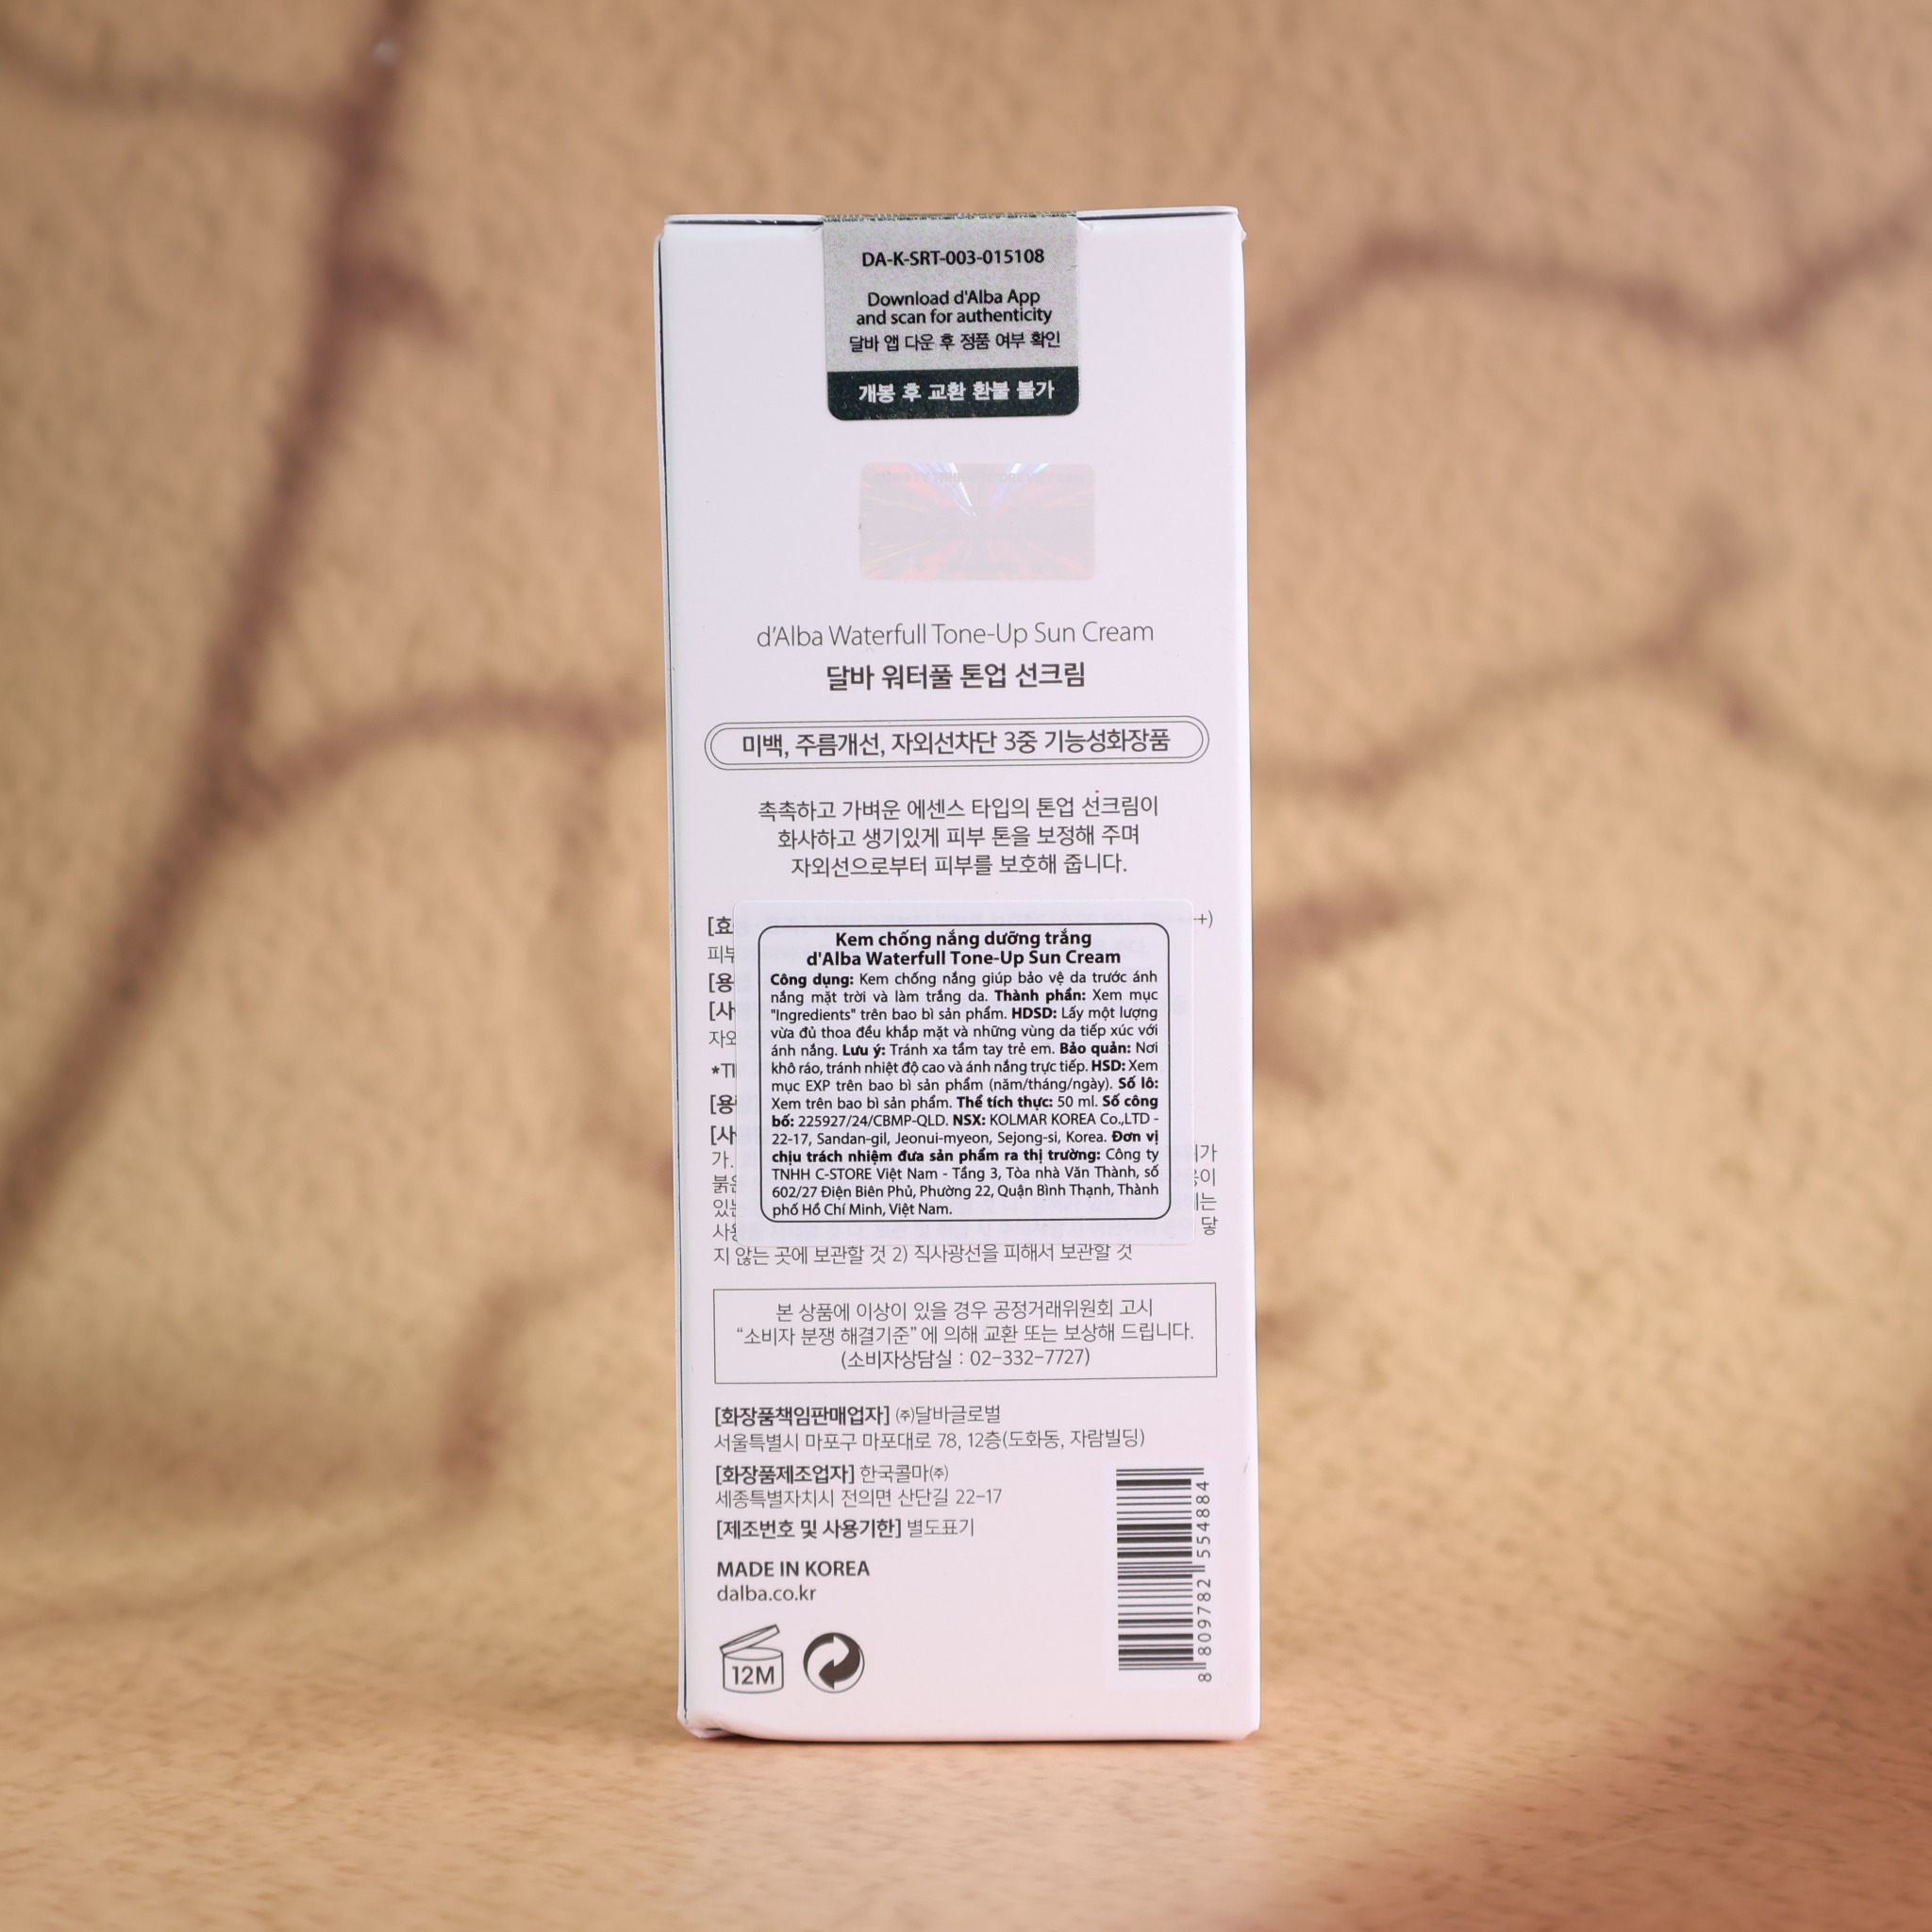 DA-K-SRT-003-015108
Download d'Alba App
and scan for authenticity
달바 앱 다운 후 정품 여부 확인
개봉 후 교환 환불 불가
d'Alba Waterfull Tone-Up Sun Cream
달바 워터풀 톤업 선크림
미백, 주름개선, 자외선차단 3중 기능성화장품
촉촉하고 가벼운 에센스 타입의 톤업 선크림이
화사하고 생기있게 피부 톤을 보정해 주며
자외선으로부터 피부를 보호해 줍니다.
Kem chống nắng dưỡng trắng
d'Alba Waterfull Tone-Up Sun Cream
Công dụng: Kem chống nắng giúp bảo vệ da trước ánh
nắng mặt trời và làm trắng da. Thành phần: Xem mục
"Ingredients" trên bao bì sản phẩm. HDSD: Lấy một lượng
vừa đủ thoa đều khắp mặt và những vùng da tiếp xúc với
ánh nắng. Lưu ý: Tránh xa tầm tay trẻ em. Bảo quản: Nơi
khô ráo, tránh nhiệt độ cao và ánh nắng trực tiếp. HSD: Xem
mục EXP trên bao bì sản phẩm (năm/tháng/ngày). Số lô:
Xem trên bao bì sản phẩm. Thể tích thực: 50 ml. Số công
bố: 225927/24/CBMP-QLD. NSX: KOLMAR KOREA Co.,LTD -
22-17, Sandan-gil, Jeonui-myeon, Sejong-si, Korea. Đơn vị
chịu trách nhiệm đưa sản phẩm ra thị trường: Công ty
TNHH C-STORE Việt Nam - Tầng 3, Tòa nhà Văn Thành, số
602/27 Điện Biên Phủ, Phường 22, Quận Bình Thạnh, Thành
phố Hồ Chí Minh, Việt Nam.
지 않는 곳에 보관할 것 2) 직사광선을 피해서 보관할 것
본 상품에 이상이 있을 경우 공정거래위원회 고시
“소비자 분쟁 해결기준” 에 의해 교환 또는 보상해 드립니다.
(소비자상담실 : 02-332-7727)
[화장품책임판매업자] ㈜달바글로벌
서울특별시 마포구 마포대로 78, 12층(도화동, 자람빌딩)
[화장품제조업자] 한국콜마㈜
세종특별자치시 전의면 산단길 22-17
[제조번호 및 사용기한] 별도표기
MADE IN KOREA
dalba.co.kr
12M
8 809782 554884